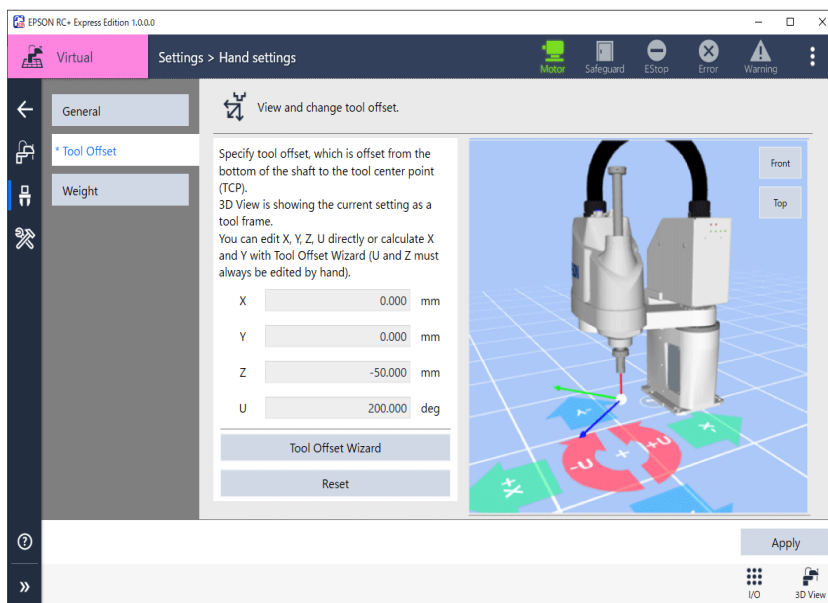 EPSON RC+ Express Edition 1.0.0.0
Virtual
Settings > Hand settings
Motor
Safeguard
EStop
Error
Warning
General
* Tool Offset
Weight
View and change tool offset.
Specify tool offset, which is offset from the
bottom of the shaft to the tool center point
(TCP).
3D View is showing the current setting as a
tool frame.
You can edit X, Y, Z, U directly or calculate X
and Y with Tool Offset Wizard (U and Z must
always be edited by hand).
X 0.000 mm
Y 0.000 mm
Z -50.000 mm
U 200.000 deg
Tool Offset Wizard
Reset
Front
Top
Y-
X-
+U
-U
+
+X
Apply
I/O
3D View